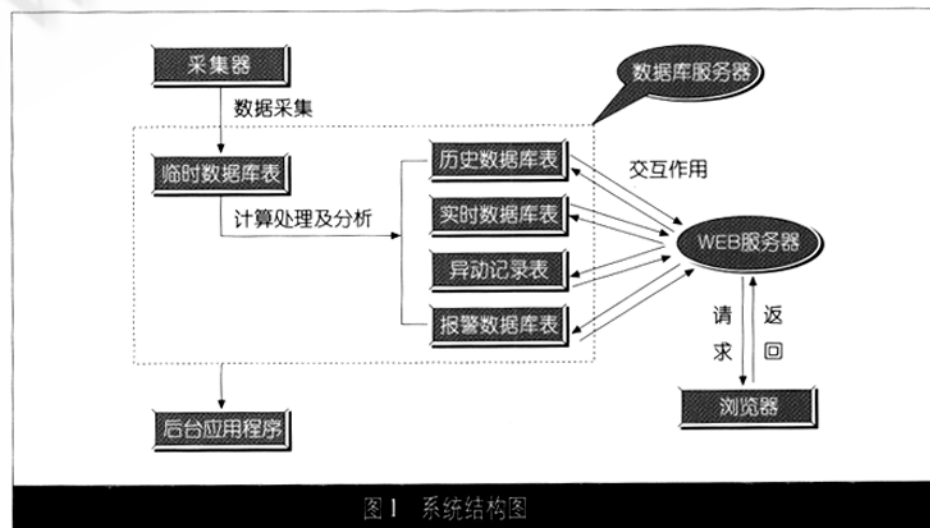 采集器
数据库服务器
数据采集
临时数据库表
历史数据库表
交互作用
计算处理及分析
实时数据库表
WEB服务器
异动记录表
报警数据库表
请求
返回
后台应用程序
浏览器
图1 系统结构图